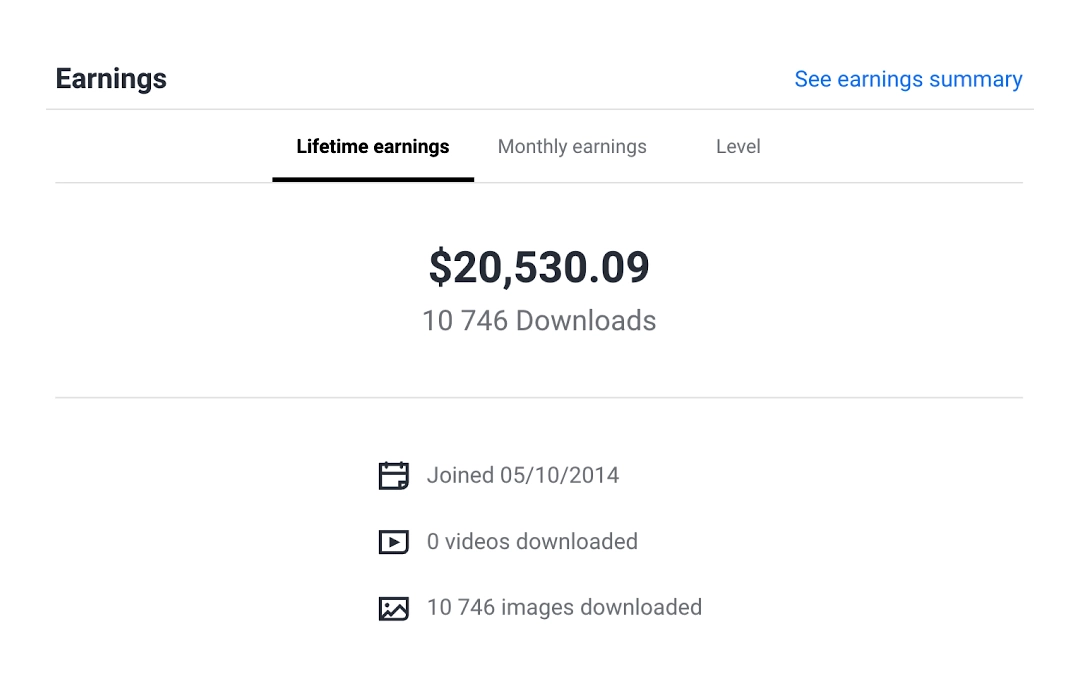 Earnings
See earnings summary
Lifetime earnings
Monthly earnings
Level
$20,530.09
10 746 Downloads
Joined 05/10/2014
0 videos downloaded
10 746 images downloaded